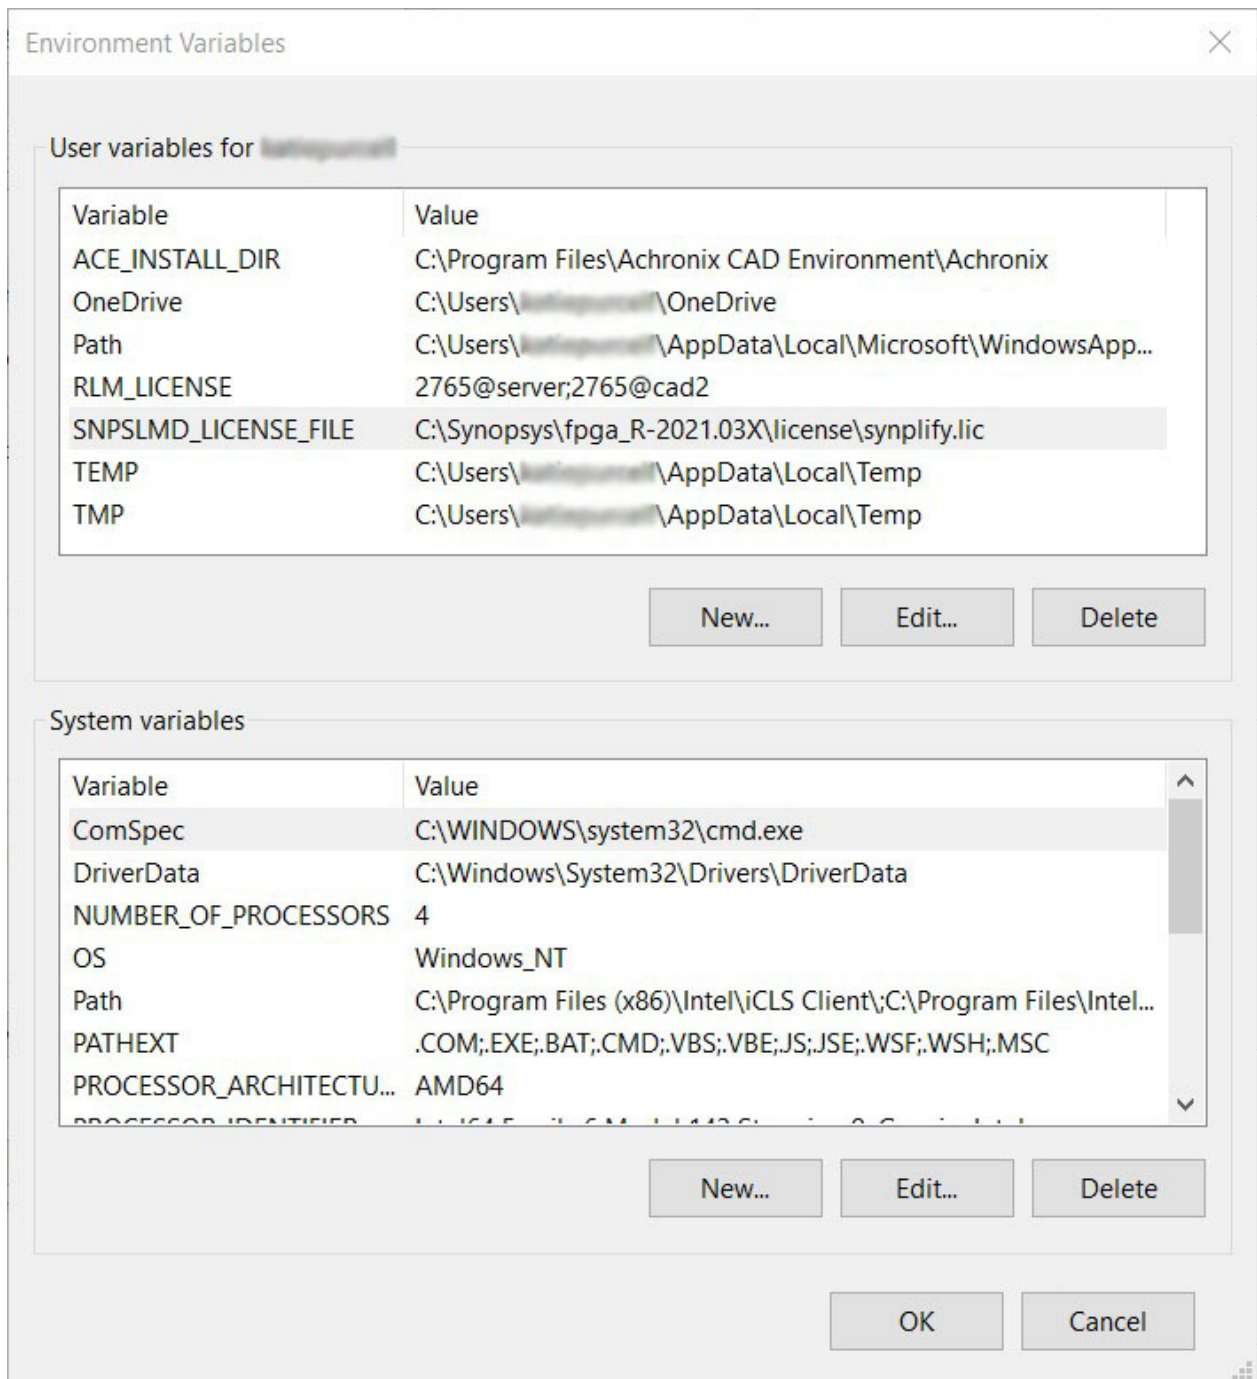 Environment Variables
User variables for
Variable Value
ACE_INSTALL_DIR C:\Program Files\Achronix CAD Environment\Achronix
OneDrive C:\Users\ \OneDrive
Path C:\Users\ \AppData\Local\Microsoft\WindowsApp...
RLM_LICENSE 2765@server;2765@cad2
SNPSLMD_LICENSE_FILE C:\Synopsys\fpga_R-2021.03X\license\synplify.lic
TEMP C:\Users\ \AppData\Local\Temp
TMP C:\Users\ \AppData\Local\Temp
New... Edit... Delete
System variables
Variable Value
ComSpec C:\WINDOWS\system32\cmd.exe
DriverData C:\Windows\System32\Drivers\DriverData
NUMBER_OF_PROCESSORS 4
OS Windows_NT
Path C:\Program Files (x86)\Intel\iCLS Client\;C:\Program Files\Intel...
PATHEXT .COM;.EXE;.BAT;.CMD;.VBS;.VBE;.JS;.JSE;.WSF;.WSH;.MSC
PROCESSOR_ARCHITECTU... AMD64
New... Edit... Delete
OK Cancel